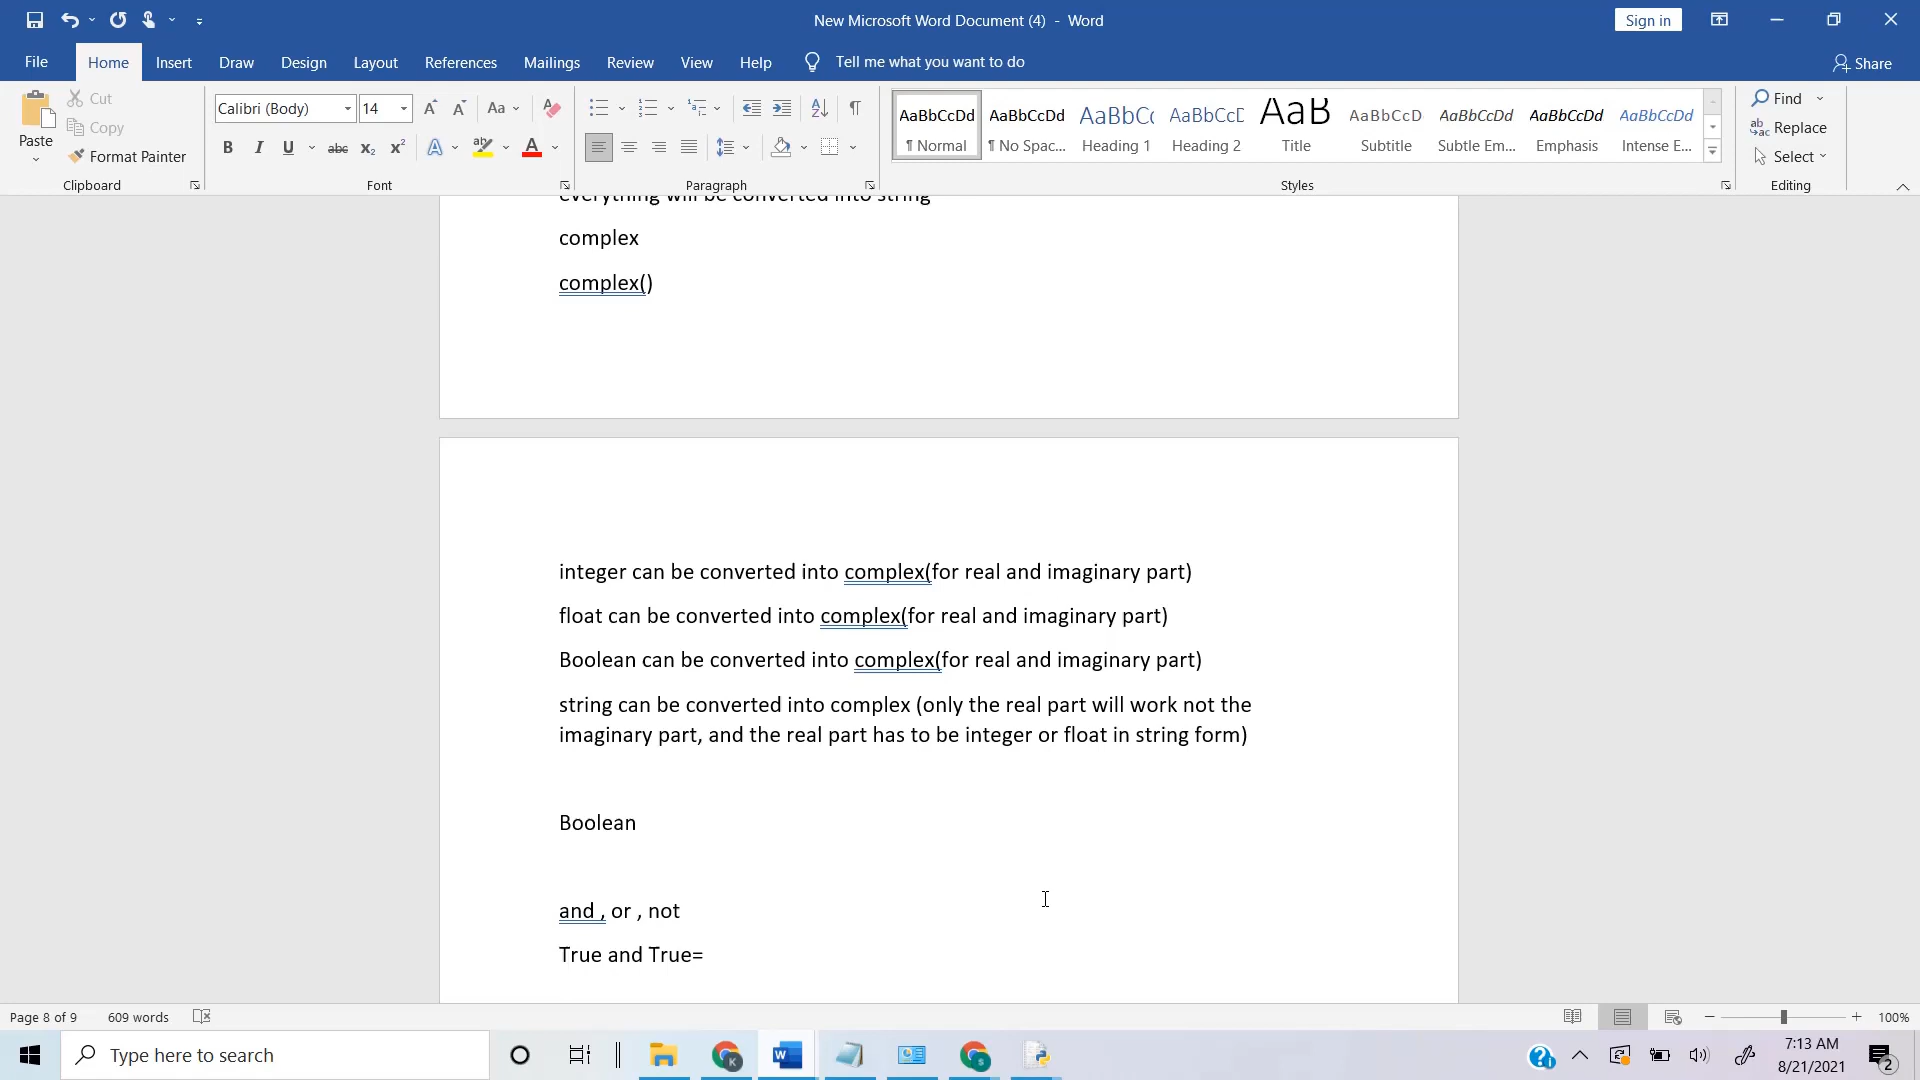 New Microsoft Word Document (4) - Word
Sign in
File Home Insert Draw Design Layout References Mailings Review View Help Tell me what you want to do Share
Paste
Cut
Copy
Format Painter
Clipboard
Calibri (Body) 14 Aa
B I U abc x₂ x² A A
Font
Paragraph
AaBbCcDd AaBbCcDd AaBbCc AaBbCcC AaB AaBbCcD AaBbCcDd AaBbCcDd AaBbCcDd
¶ Normal ¶ No Spac... Heading 1 Heading 2 Title Subtitle Subtle Em... Emphasis Intense E...
Styles
Find
Replace
Select
Editing
everything will be converted into string
complex
complex()
integer can be converted into complex(for real and imaginary part)
float can be converted into complex(for real and imaginary part)
Boolean can be converted into complex(for real and imaginary part)
string can be converted into complex (only the real part will work not the
imaginary part, and the real part has to be integer or float in string form)
Boolean
and , or , not
True and True=
Page 8 of 9 609 words 100%
Type here to search
7:13 AM
8/21/2021
2